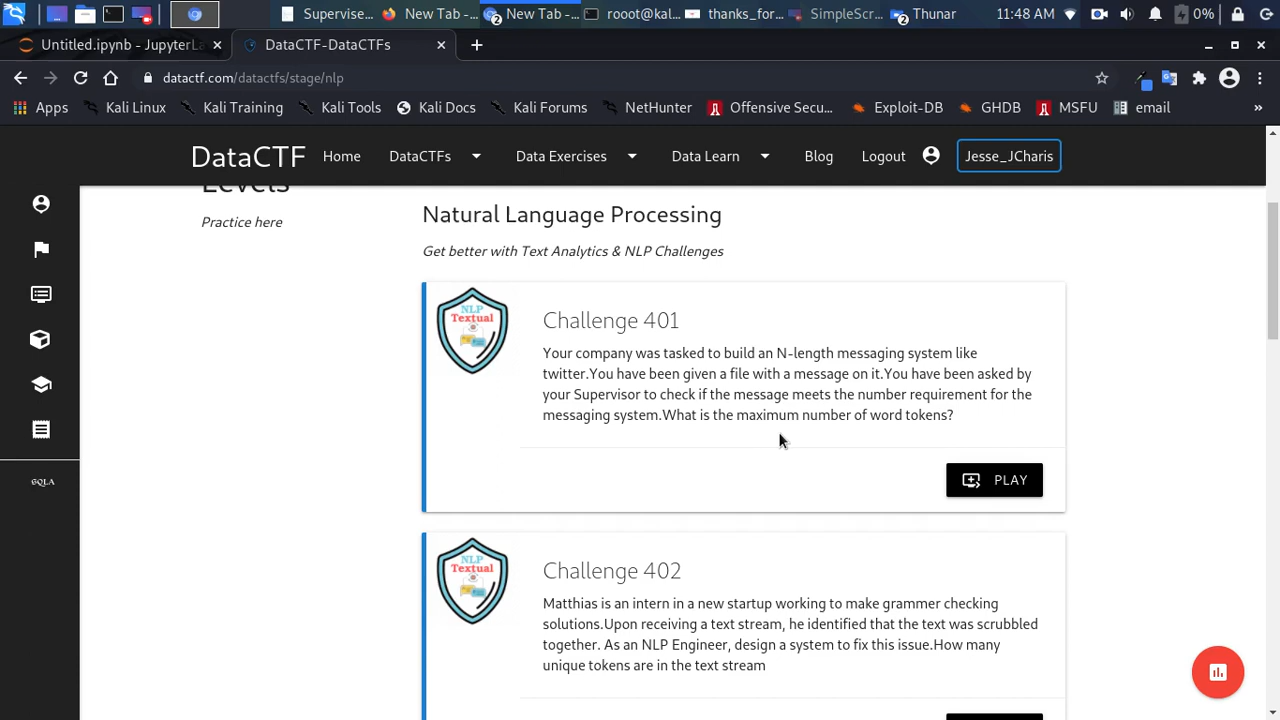 Supervise...
New Tab -...
New Tab -...
rooot@kal...
thanks_for...
SimpleScr...
Thunar
11:48 AM
0%
Untitled.ipynb - JupyterLa
DataCTF-DataCTFs
datactf.com/datactfs/stage/nlp
Apps
Kali Linux
Kali Training
Kali Tools
Kali Docs
Kali Forums
NetHunter
Offensive Secu...
Exploit-DB
GHDB
MSFU
email
»
DataCTF
Home
DataCTFs
Data Exercises
Data Learn
Blog
Logout
Jesse_JCharis
Levels
Practice here
SQLA
Natural Language Processing
Get better with Text Analytics & NLP Challenges
NLP
Textual
Challenge 401
Your company was tasked to build an N-length messaging system like
twitter.You have been given a file with a message on it.You have been asked by
your Supervisor to check if the message meets the number requirement for the
messaging system.What is the maximum number of word tokens?
PLAY
NLP
Textual
Challenge 402
Matthias is an intern in a new startup working to make grammer checking
solutions.Upon receiving a text stream, he identified that the text was scrubbled
together. As an NLP Engineer, design a system to fix this issue.How many
unique tokens are in the text stream